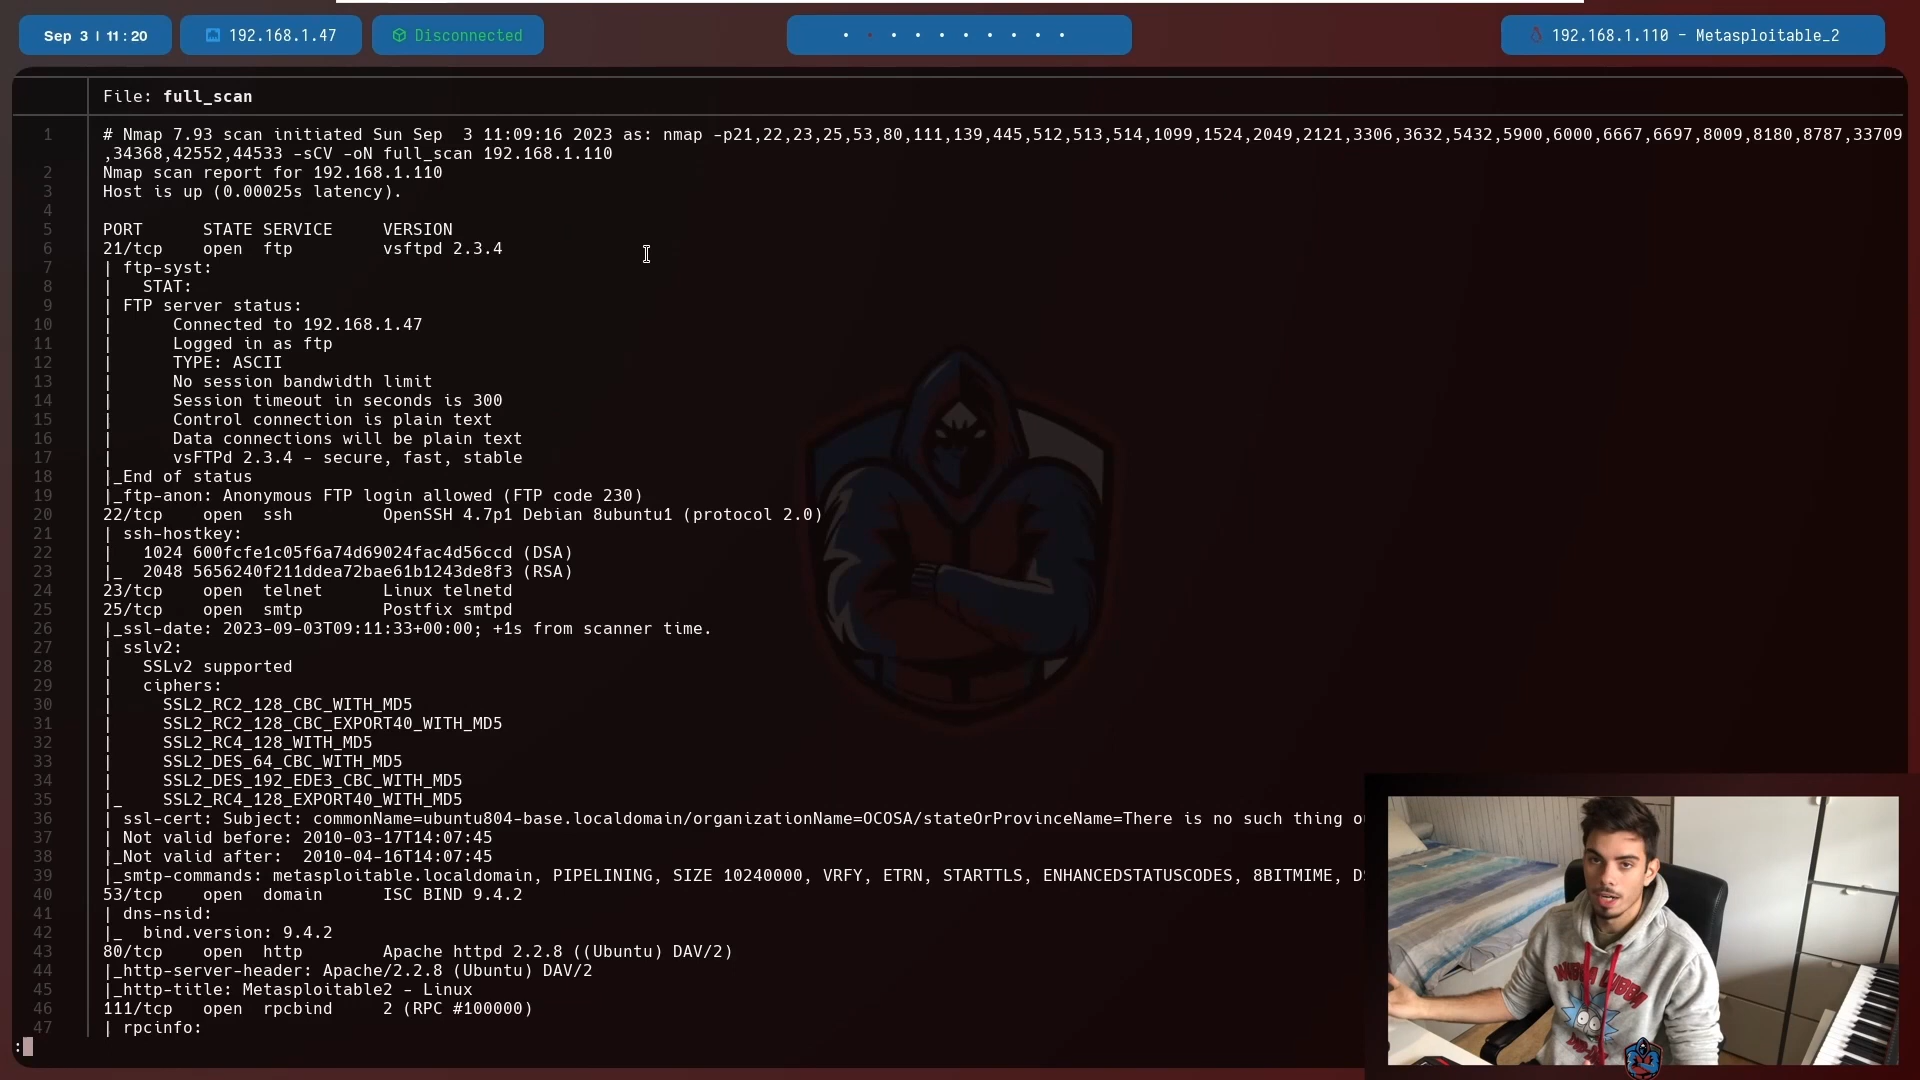 Sep 3 | 11:20
192.168.1.47
Disconnected
192.168.1.110 - Metasploitable_2
File: full_scan
1 # Nmap 7.93 scan initiated Sun Sep  3 11:09:16 2023 as: nmap -p21,22,23,25,53,80,111,139,445,512,513,514,1099,1524,2049,2121,3306,3632,5432,5900,6000,6667,6697,8009,8180,8787,33709
,34368,42552,44533 -sCV -oN full_scan 192.168.1.110
2 Nmap scan report for 192.168.1.110
3 Host is up (0.00025s latency).
4
5 PORT      STATE SERVICE     VERSION
6 21/tcp    open  ftp         vsftpd 2.3.4
7 | ftp-syst:
8 |   STAT:
9 | FTP server status:
10 |      Connected to 192.168.1.47
11 |      Logged in as ftp
12 |      TYPE: ASCII
13 |      No session bandwidth limit
14 |      Session timeout in seconds is 300
15 |      Control connection is plain text
16 |      Data connections will be plain text
17 |      vsFTPd 2.3.4 - secure, fast, stable
18 |_End of status
19 |_ftp-anon: Anonymous FTP login allowed (FTP code 230)
20 22/tcp    open  ssh         OpenSSH 4.7p1 Debian 8ubuntu1 (protocol 2.0)
21 | ssh-hostkey:
22 |   1024 600fcfe1c05f6a74d69024fac4d56ccd (DSA)
23 |_  2048 5656240f211ddea72bae61b1243de8f3 (RSA)
24 23/tcp    open  telnet      Linux telnetd
25 25/tcp    open  smtp        Postfix smtpd
26 |_ssl-date: 2023-09-03T09:11:33+00:00; +1s from scanner time.
27 | sslv2:
28 |   SSLv2 supported
29 |   ciphers:
30 |     SSL2_RC2_128_CBC_WITH_MD5
31 |     SSL2_RC2_128_CBC_EXPORT40_WITH_MD5
32 |     SSL2_RC4_128_WITH_MD5
33 |     SSL2_DES_64_CBC_WITH_MD5
34 |     SSL2_DES_192_EDE3_CBC_WITH_MD5
35 |_    SSL2_RC4_128_EXPORT40_WITH_MD5
36 | ssl-cert: Subject: commonName=ubuntu804-base.localdomain/organizationName=OCOSA/stateOrProvinceName=There is no such thing
37 | Not valid before: 2010-03-17T14:07:45
38 |_Not valid after:  2010-04-16T14:07:45
39 |_smtp-commands: metasploitable.localdomain, PIPELINING, SIZE 10240000, VRFY, ETRN, STARTTLS, ENHANCEDSTATUSCODES, 8BITMIME,
40 53/tcp    open  domain      ISC BIND 9.4.2
41 | dns-nsid:
42 |_  bind.version: 9.4.2
43 80/tcp    open  http        Apache httpd 2.2.8 ((Ubuntu) DAV/2)
44 |_http-server-header: Apache/2.2.8 (Ubuntu) DAV/2
45 |_http-title: Metasploitable2 - Linux
46 111/tcp   open  rpcbind     2 (RPC #100000)
47 | rpcinfo:
: